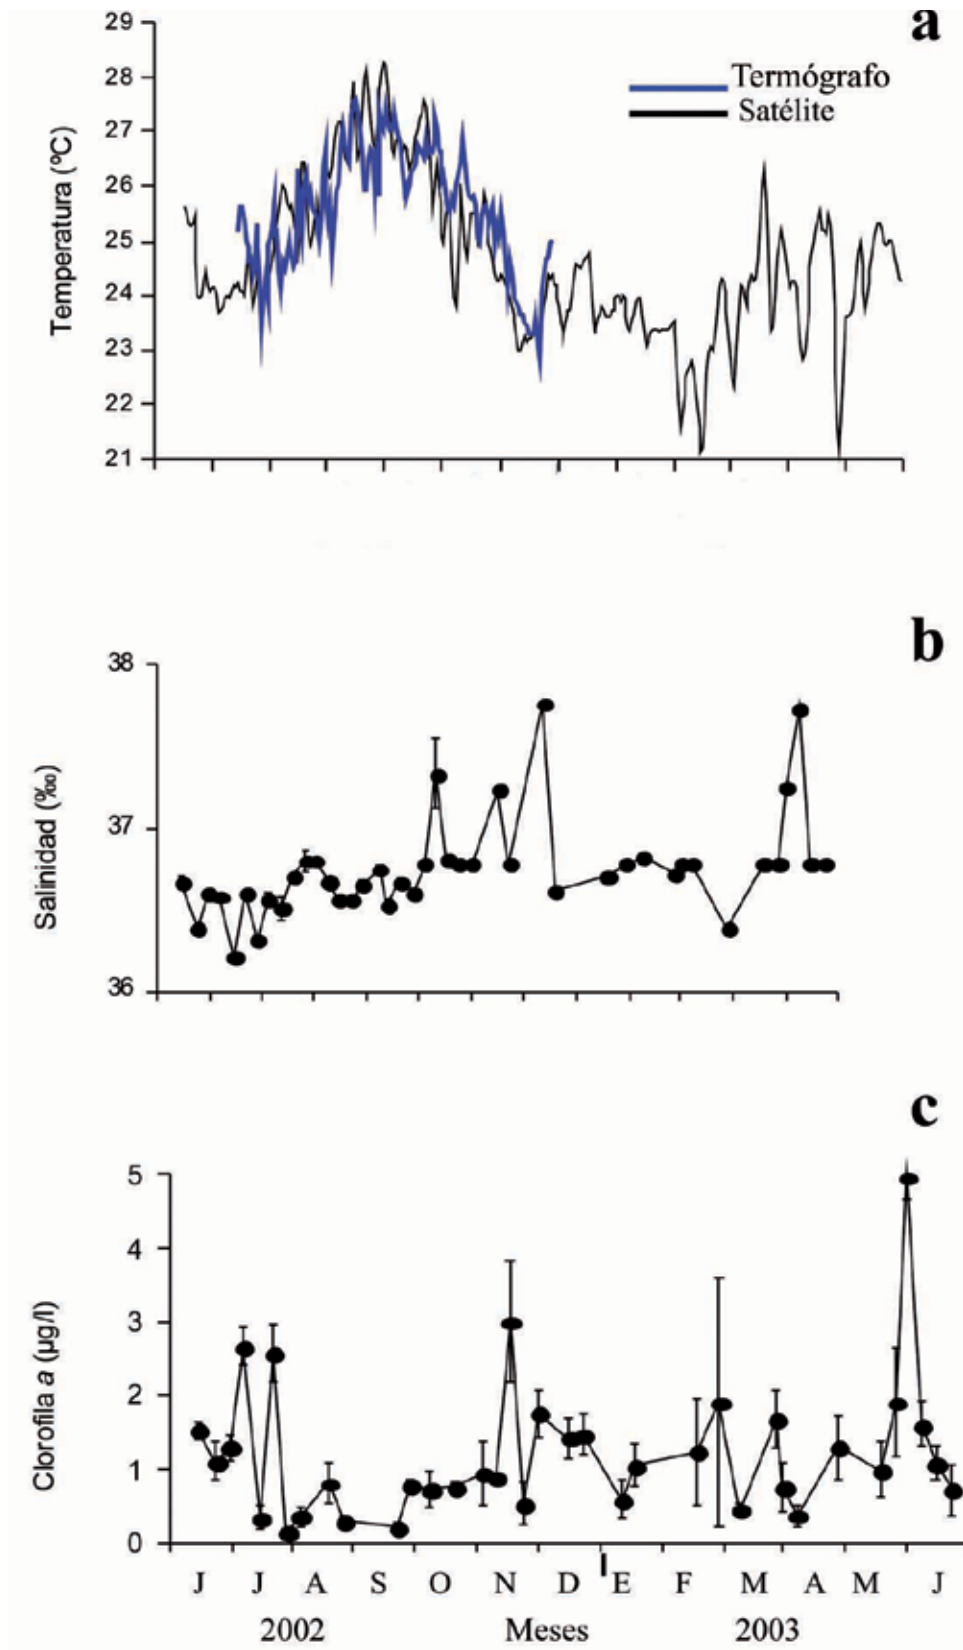 a
29
28
27
26
25
24
23
22
21
Temperatura (ºC)
Termógrafo
Satélite
b
38
37
36
Salinidad (‰)
c
5
4
3
2
1
0
Clorofila a (µg/l)
J J A S O N D E F M A M J
2002 Meses 2003